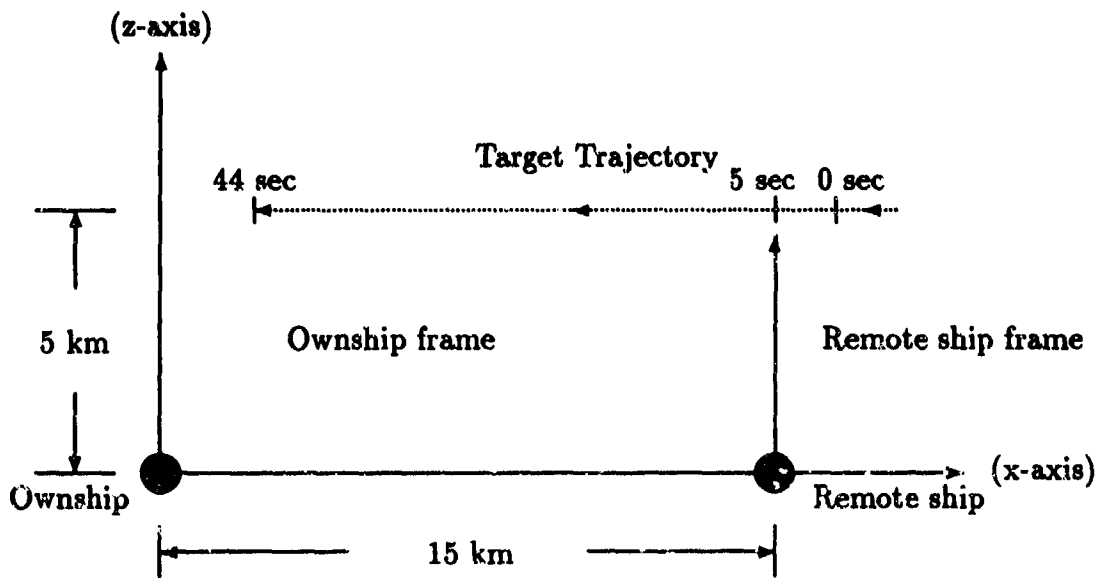 (z-axis)
Target Trajectory
44 sec
5 sec
0 sec
5 km
Ownship frame
Remote ship frame
(x-axis)
Ownship
Remote ship
15 km